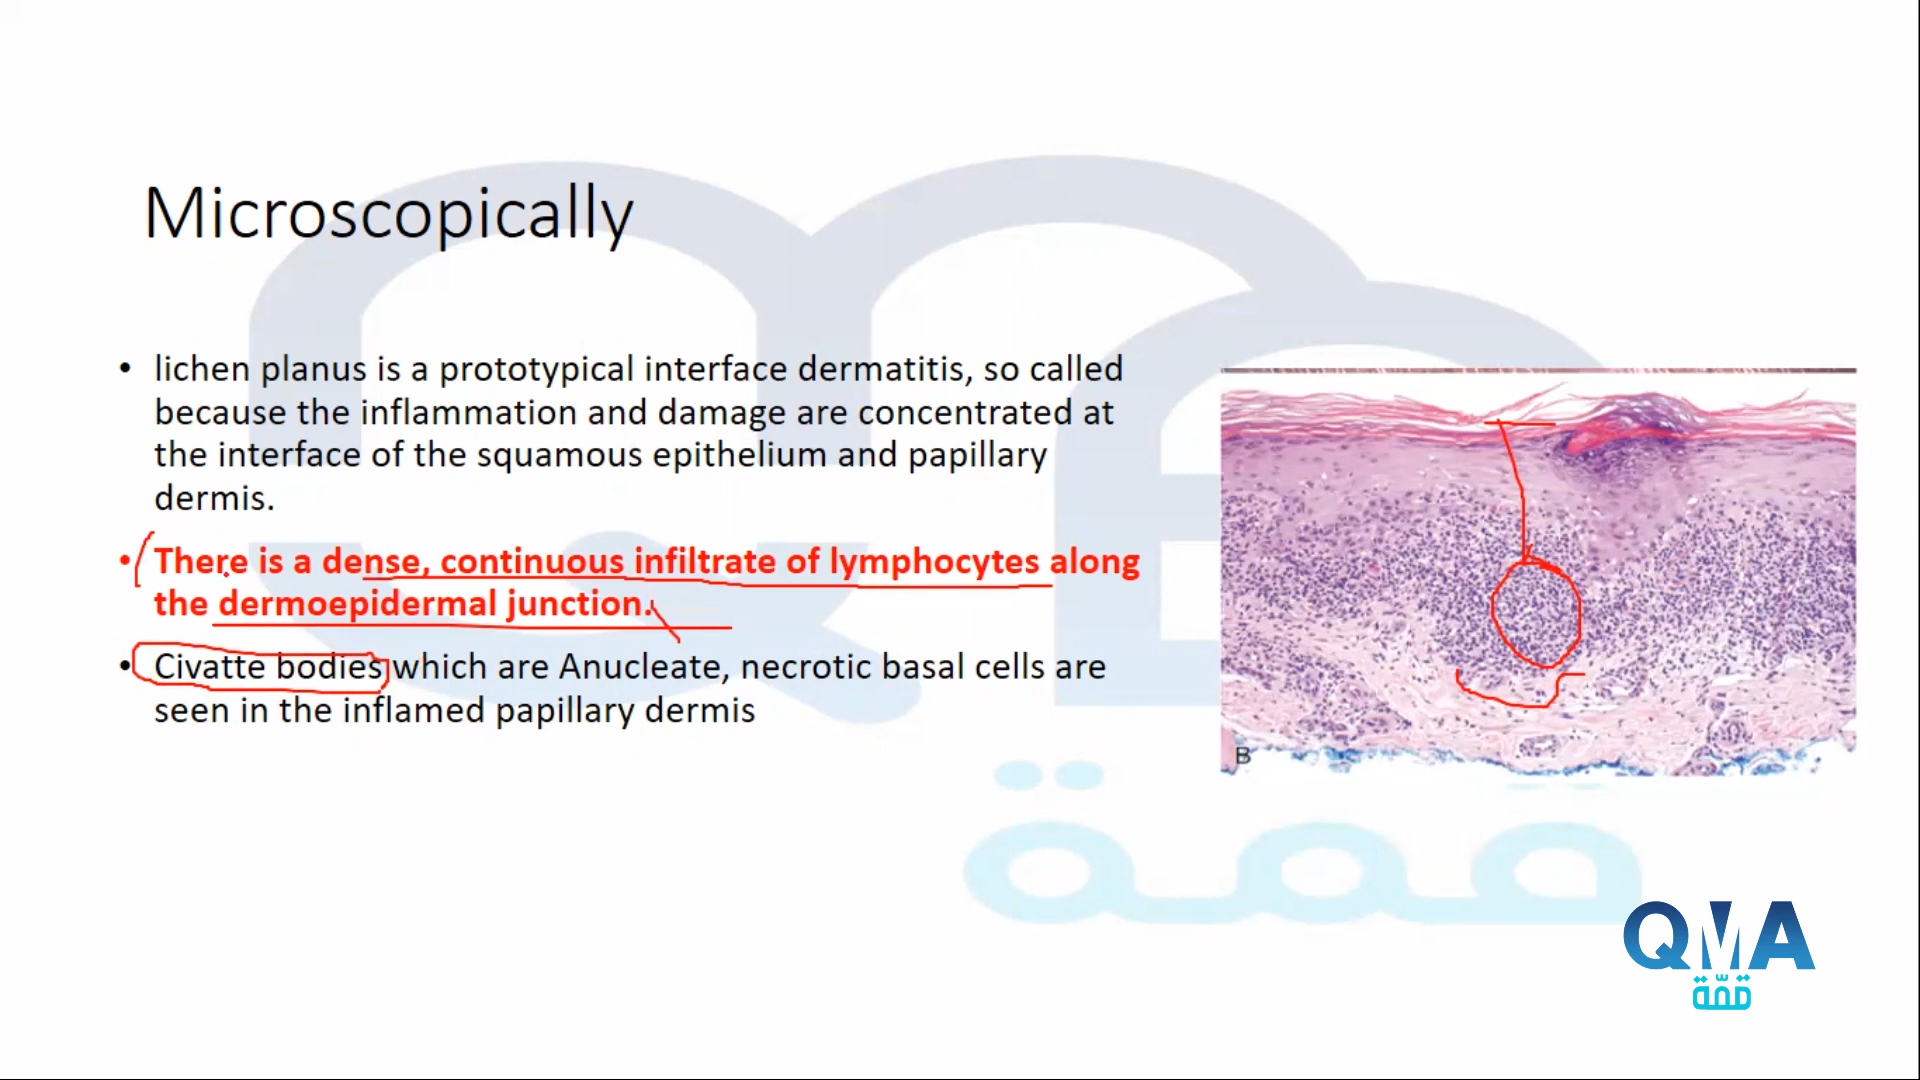 Microscopically
• lichen planus is a prototypical interface dermatitis, so called
because the inflammation and damage are concentrated at
the interface of the squamous epithelium and papillary
dermis.
• There is a dense, continuous infiltrate of lymphocytes along
the dermoepidermal junction.
• Civatte bodies which are Anucleate, necrotic basal cells are
seen in the inflamed papillary dermis
B
قمة
QMA
قمّة